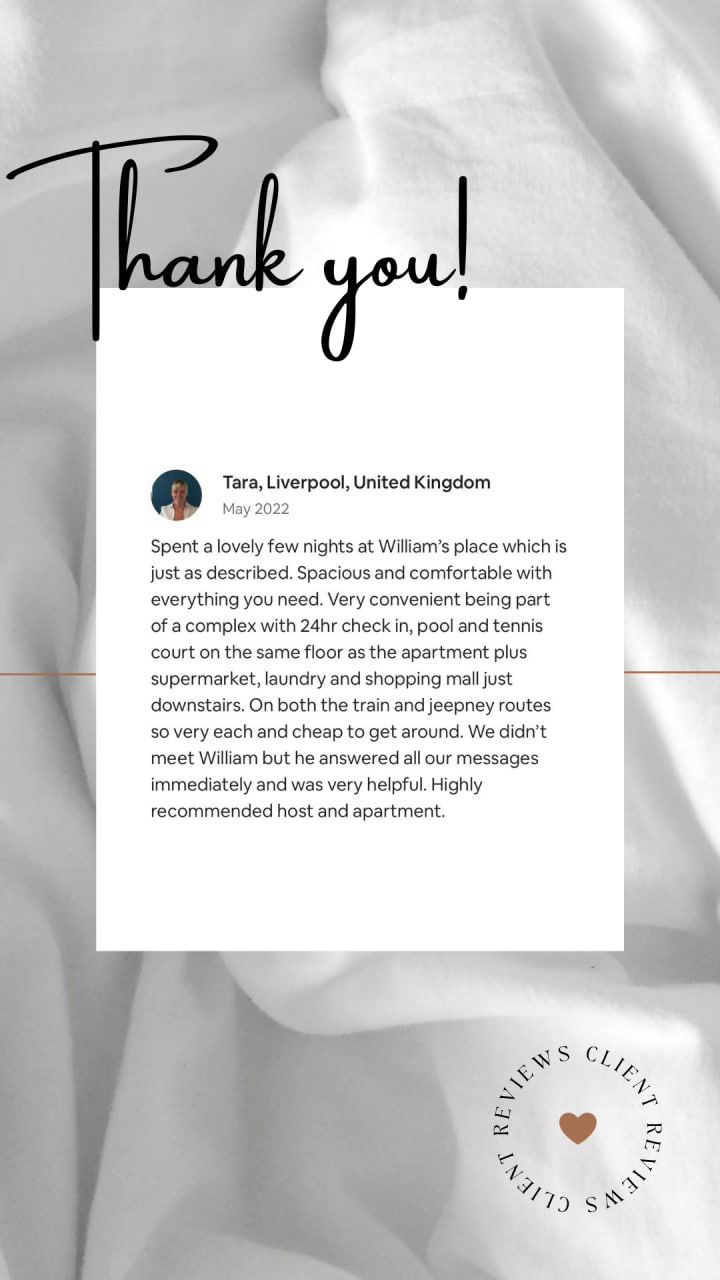 Thank you!
Tara, Liverpool, United Kingdom
May 2022
Spent a lovely few nights at William’s place which is
just as described. Spacious and comfortable with
everything you need. Very convenient being part
of a complex with 24hr check in, pool and tennis
court on the same floor as the apartment plus
supermarket, laundry and shopping mall just
downstairs. On both the train and jeepney routes
so very each and cheap to get around. We didn’t
meet William but he answered all our messages
immediately and was very helpful. Highly
recommended host and apartment.
CLIENT REVIEWS CLIENT REVIEWS